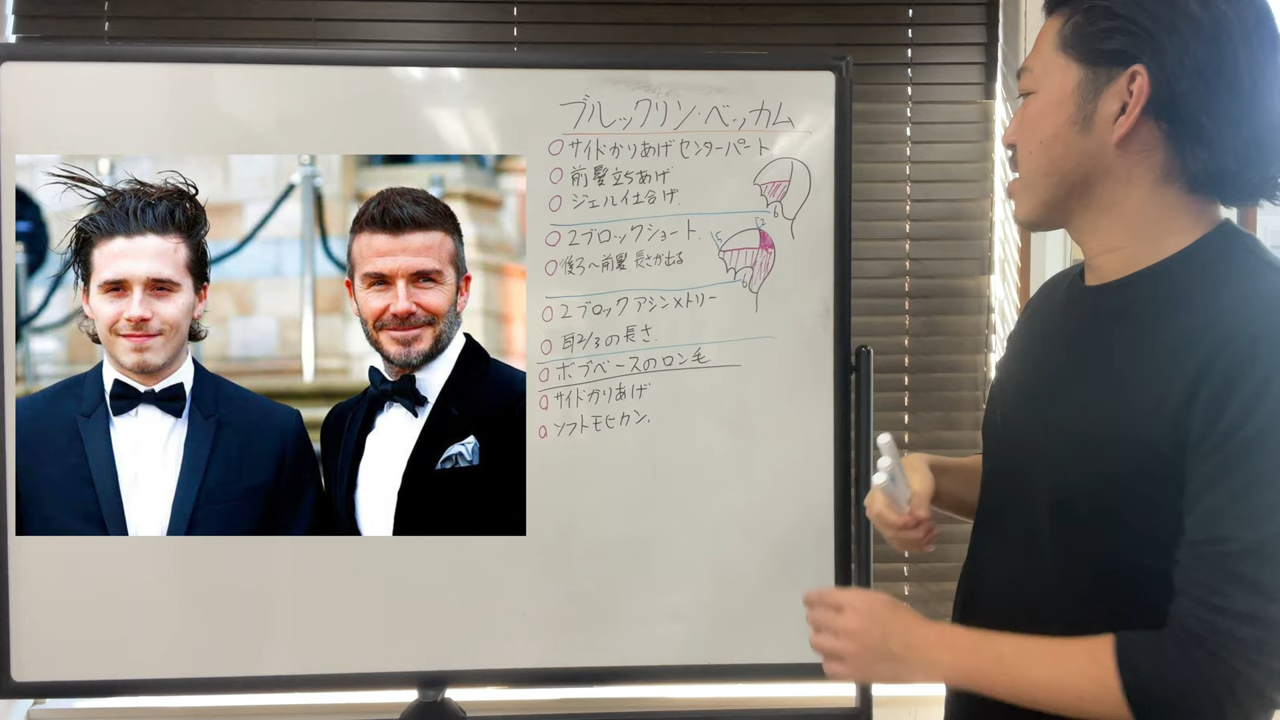 ブルックリン・ベッカム
○サイドかりあげセンターパート
○前髪立ちあげ
○ジェル仕上げ.
6
○2ブロックショート.
○後ろ〜前髪 長さが出る
15 12
6
○2ブロックアシンメトリー
○耳2/3の長さ.
○ボブベースのロン毛
○サイドかりあげ
○ソフトモヒカン.